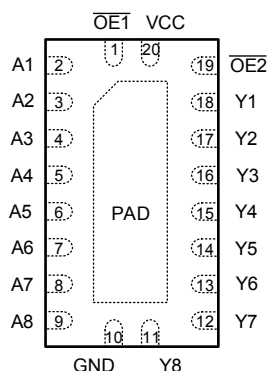 O̅E̅1̅ VCC
1 20
A1 2 19 O̅E̅2̅
A2 3 18 Y1
A3 4 17 Y2
A4 5 16 Y3
A5 6 15 Y4
PAD
A6 7 14 Y5
A7 8 13 Y6
A8 9 12 Y7
10 11
GND Y8